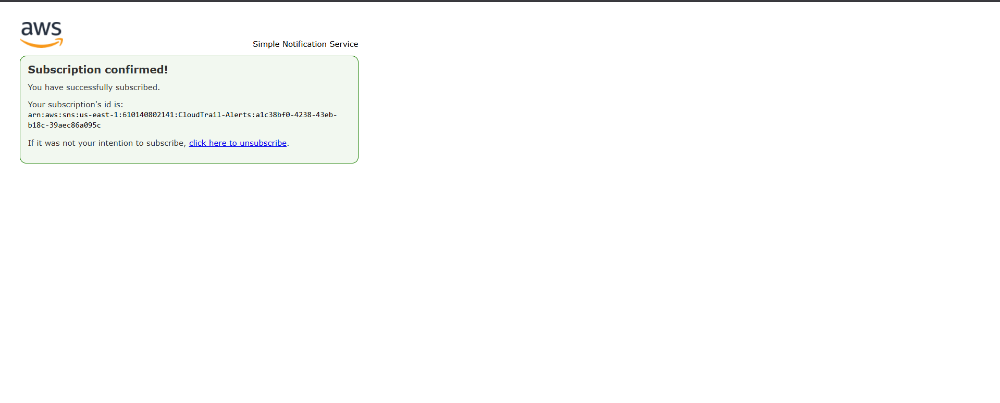 aws
Simple Notification Service
Subscription confirmed!
You have successfully subscribed.
Your subscription's id is:
arn:aws:sns:us-east-1:610140802141:CloudTrail-Alerts:a1c38bf0-4238-43eb-
b18c-39aec86a095c
If it was not your intention to subscribe, click here to unsubscribe.